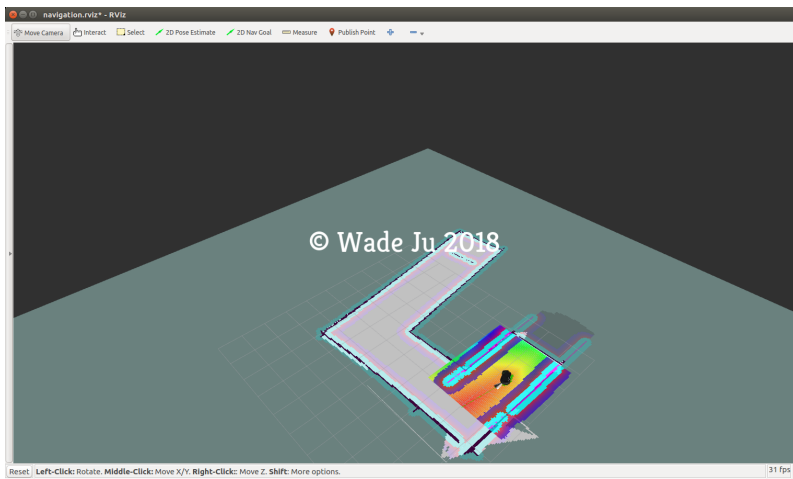 navigation.rviz* - RViz
Move Camera Interact Select 2D Pose Estimate 2D Nav Goal Measure Publish Point
© Wade Ju 2018
Reset Left-Click: Rotate. Middle-Click: Move X/Y. Right-Click:: Move Z. Shift: More options. 31 fps